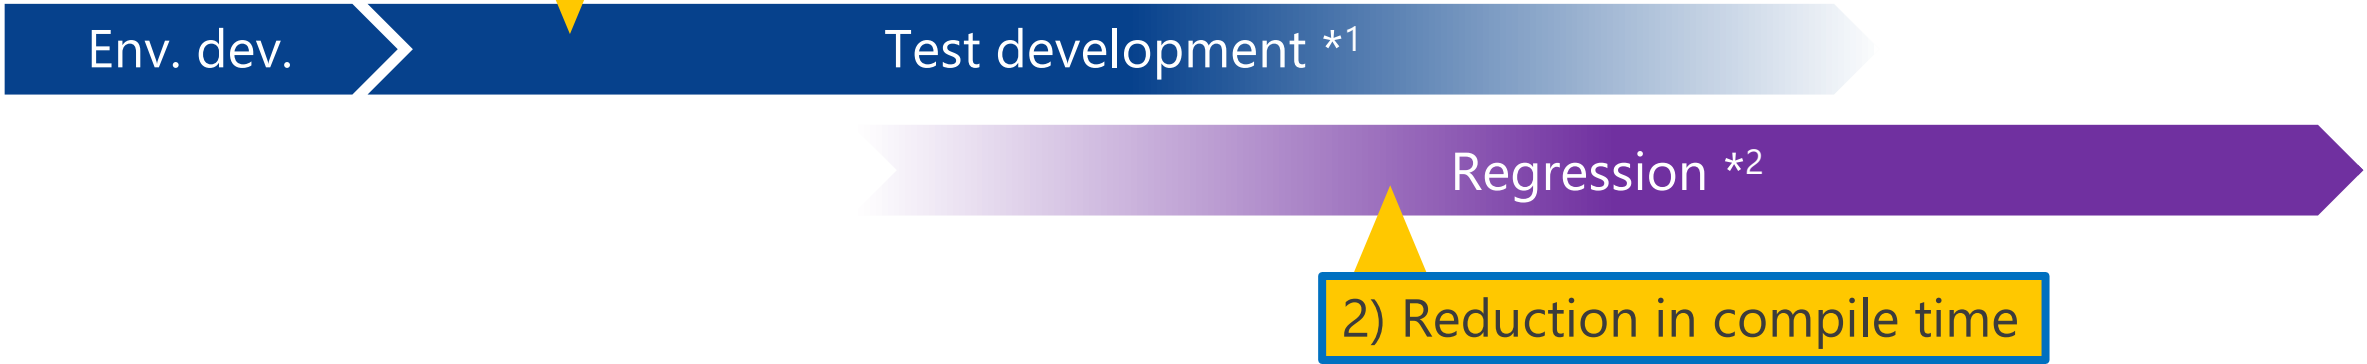 Env. dev.
Test development *1
Regression *2
2) Reduction in compile time